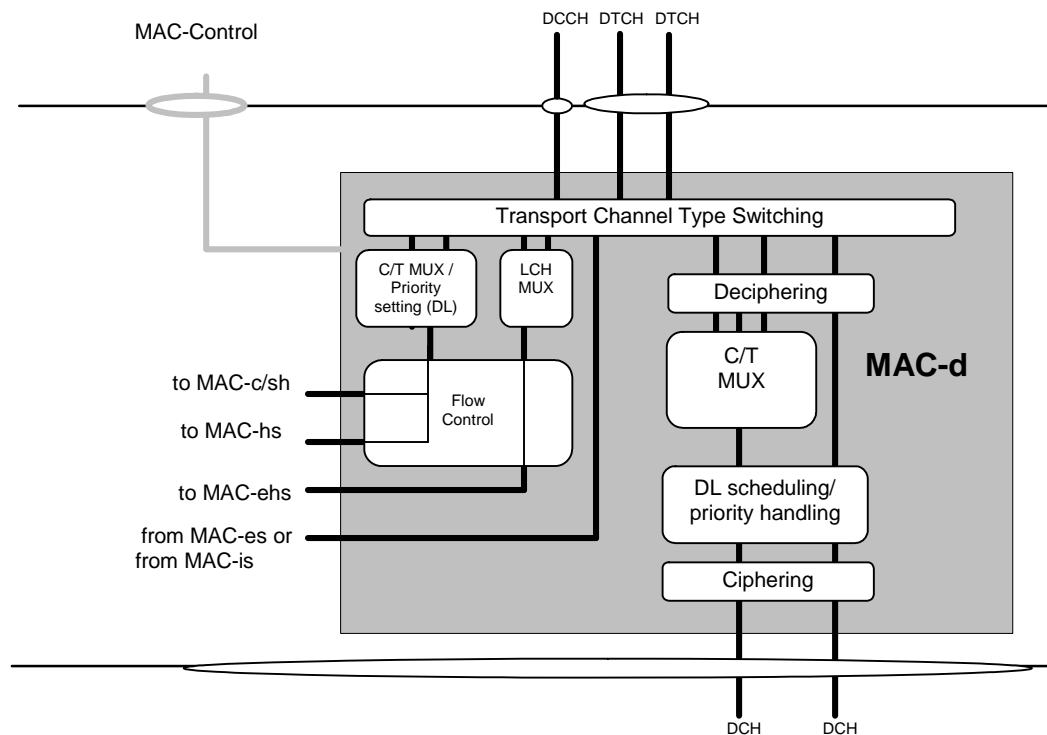 DCCH DTCH DTCH
MAC-Control
Transport Channel Type Switching
C/T MUX /
Priority
setting (DL)
LCH
MUX
Deciphering
C/T
MUX
MAC-d
to MAC-c/sh
Flow
Control
to MAC-hs
to MAC-ehs
DL scheduling/
priority handling
from MAC-es or
from MAC-is
Ciphering
DCH DCH